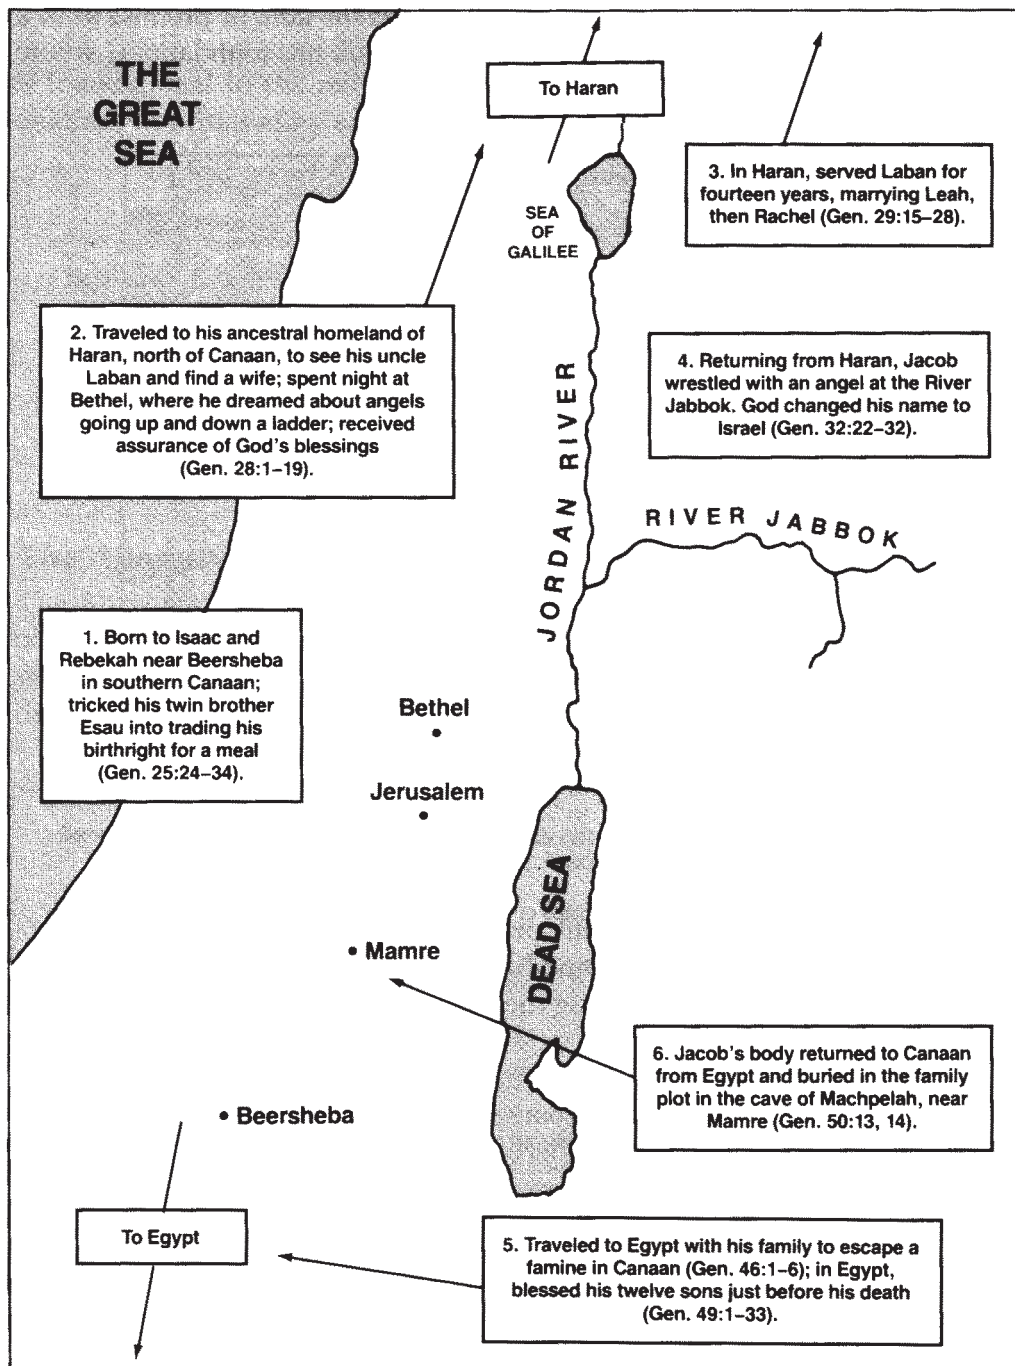 THE
GREAT
SEA
To Haran
3. In Haran, served Laban for
fourteen years, marrying Leah,
then Rachel (Gen. 29:15–28).
SEA
OF
GALILEE
2. Traveled to his ancestral homeland of
Haran, north of Canaan, to see his uncle
Laban and find a wife; spent night at
Bethel, where he dreamed about angels
going up and down a ladder; received
assurance of God's blessings
(Gen. 28:1–19).
4. Returning from Haran, Jacob
wrestled with an angel at the River
Jabbok. God changed his name to
Israel (Gen. 32:22–32).
JORDAN RIVER
RIVER JABBOK
1. Born to Isaac and
Rebekah near Beersheba
in southern Canaan;
tricked his twin brother
Esau into trading his
birthright for a meal
(Gen. 25:24–34).
Bethel
Jerusalem
DEAD SEA
Mamre
6. Jacob's body returned to Canaan
from Egypt and buried in the family
plot in the cave of Machpelah, near
Mamre (Gen. 50:13, 14).
Beersheba
To Egypt
5. Traveled to Egypt with his family to escape a
famine in Canaan (Gen. 46:1–6); in Egypt,
blessed his twelve sons just before his death
(Gen. 49:1–33).